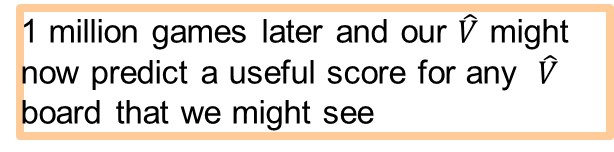 1 million games later and our V̂ might
now predict a useful score for any V̂
board that we might see